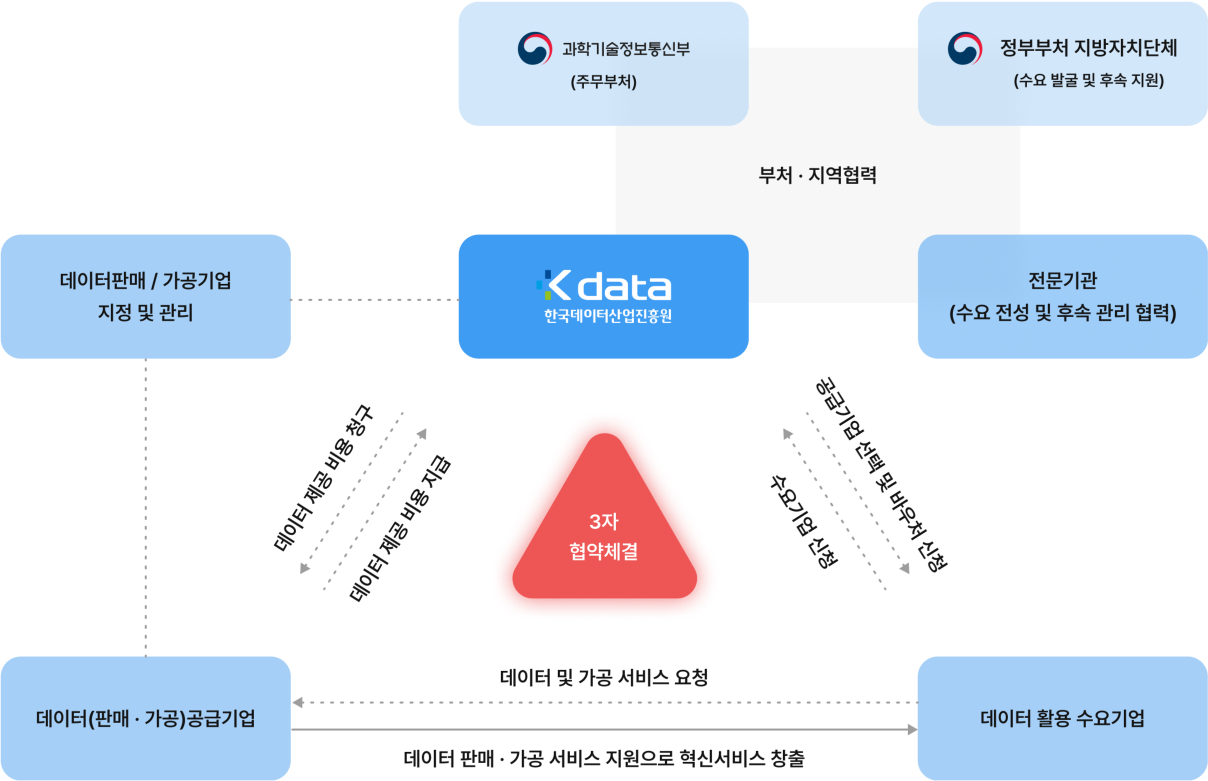 과학기술정보통신부
(주무부처)
정부부처 지방자치단체
(수요 발굴 및 후속 지원)
부처 · 지역협력
데이터판매 / 가공기업
지정 및 관리
Kdata
한국데이터산업진흥원
전문기관
(수요 전성 및 후속 관리 협력)
데이터 제공 비용 청구
데이터 제공 비용 지급
3자
협약체결
수요기업 신청
공급기업 선택 및 바우처 신청
데이터 및 가공 서비스 요청
데이터(판매 · 가공)공급기업
데이터 활용 수요기업
데이터 판매 · 가공 서비스 지원으로 혁신서비스 창출